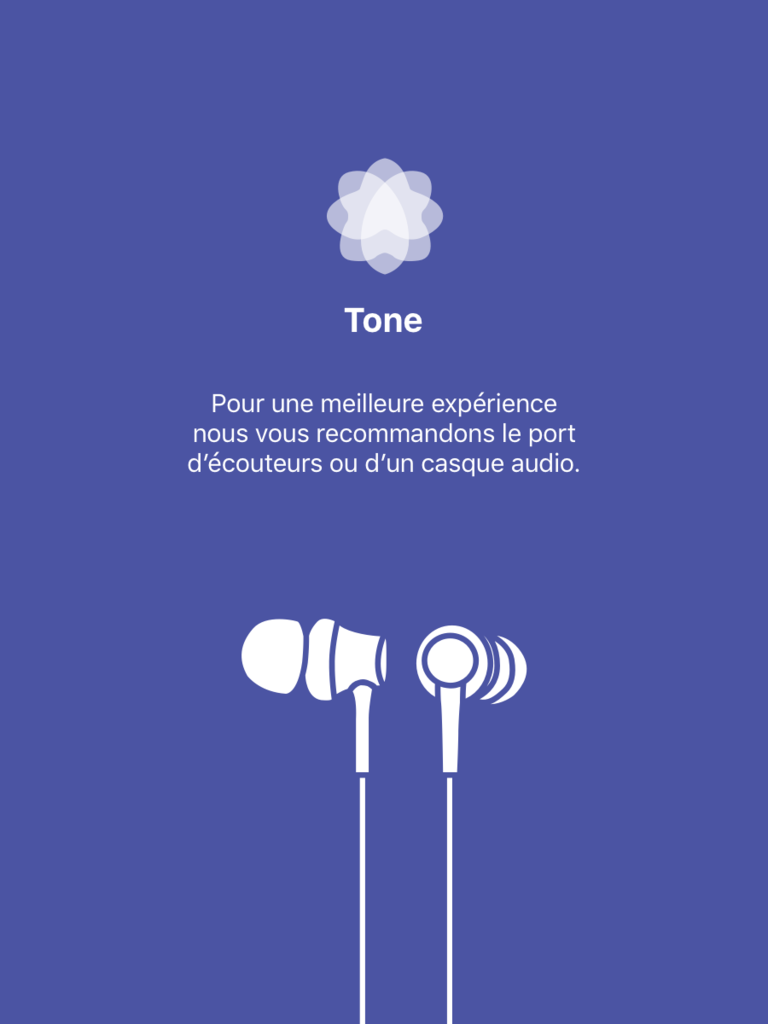 Tone
Pour une meilleure expérience
nous vous recommandons le port
d’écouteurs ou d’un casque audio.